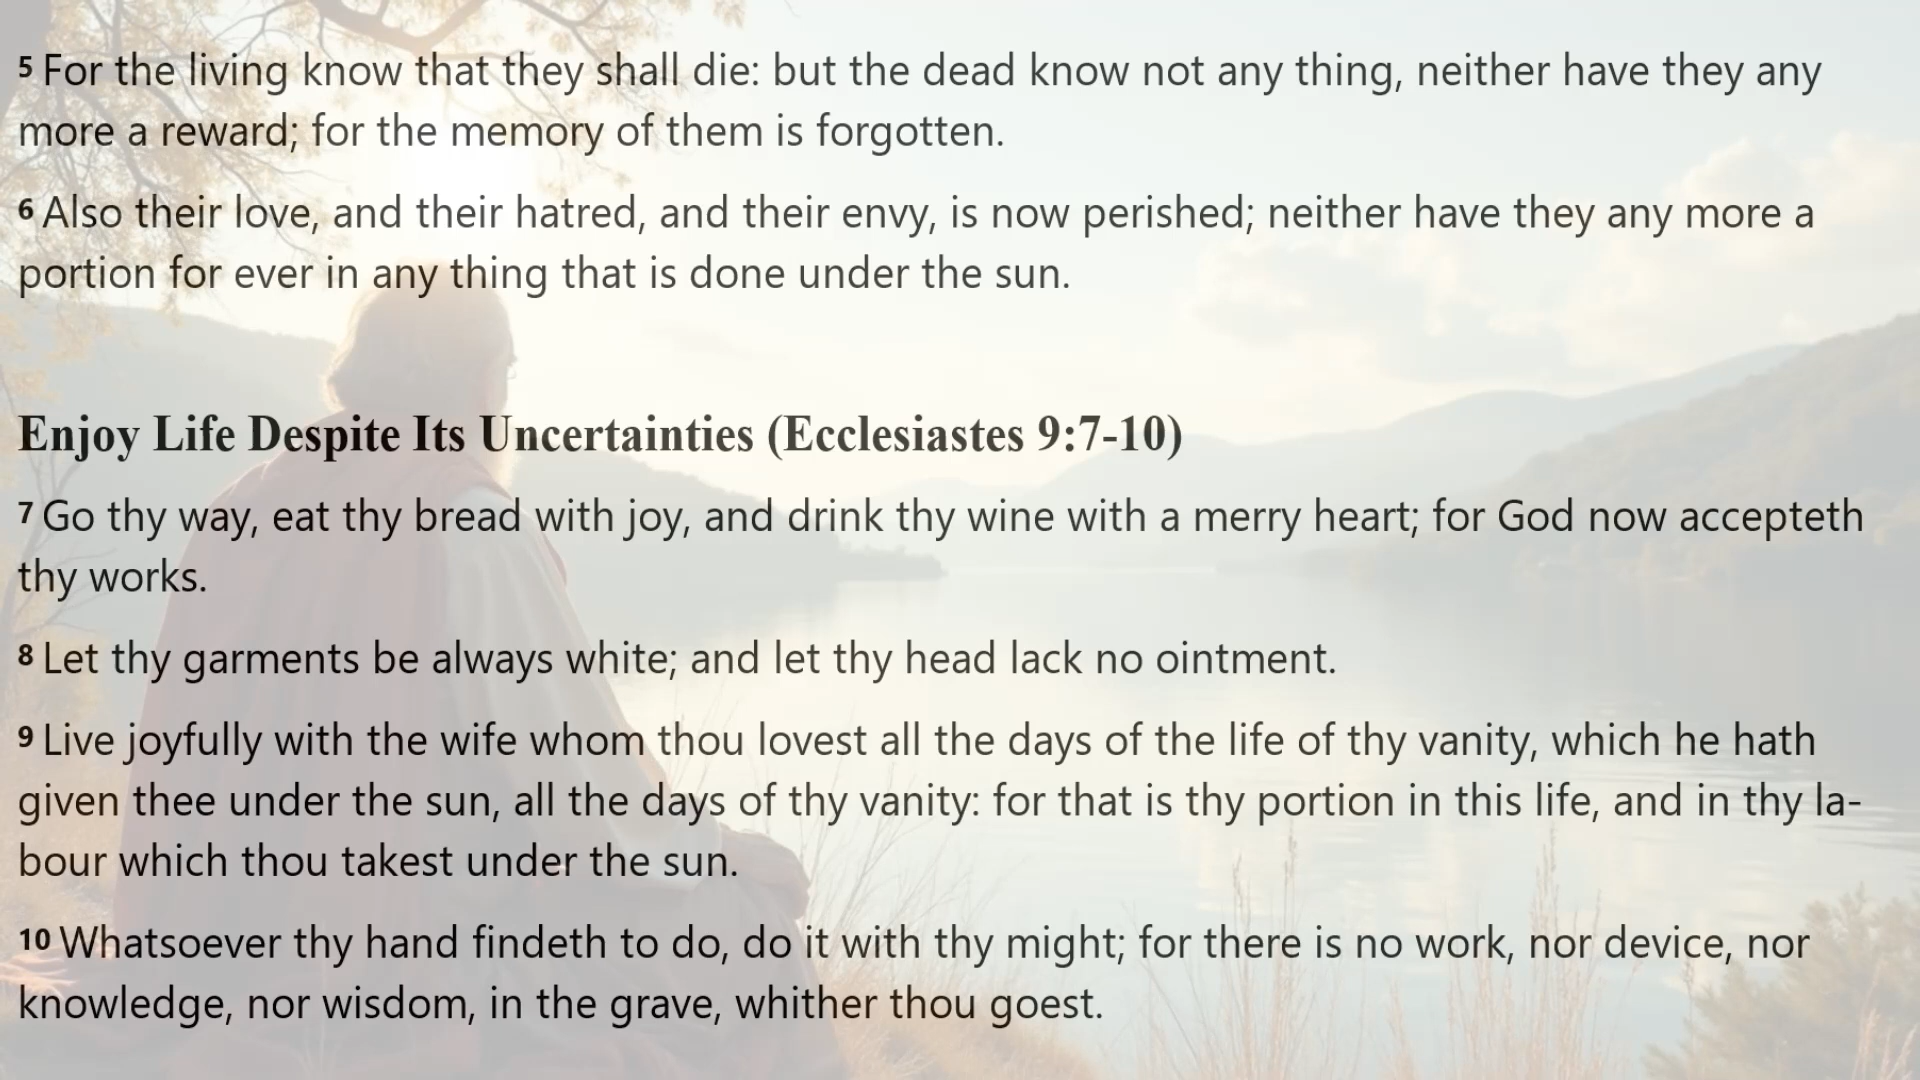 5 For the living know that they shall die: but the dead know not any thing, neither have they any
more a reward; for the memory of them is forgotten.
6 Also their love, and their hatred, and their envy, is now perished; neither have they any more a
portion for ever in any thing that is done under the sun.
Enjoy Life Despite Its Uncertainties (Ecclesiastes 9:7-10)
7 Go thy way, eat thy bread with joy, and drink thy wine with a merry heart; for God now accepteth
thy works.
8 Let thy garments be always white; and let thy head lack no ointment.
9 Live joyfully with the wife whom thou lovest all the days of the life of thy vanity, which he hath
given thee under the sun, all the days of thy vanity: for that is thy portion in this life, and in thy la-
bour which thou takest under the sun.
10 Whatsoever thy hand findeth to do, do it with thy might; for there is no work, nor device, nor
knowledge, nor wisdom, in the grave, whither thou goest.